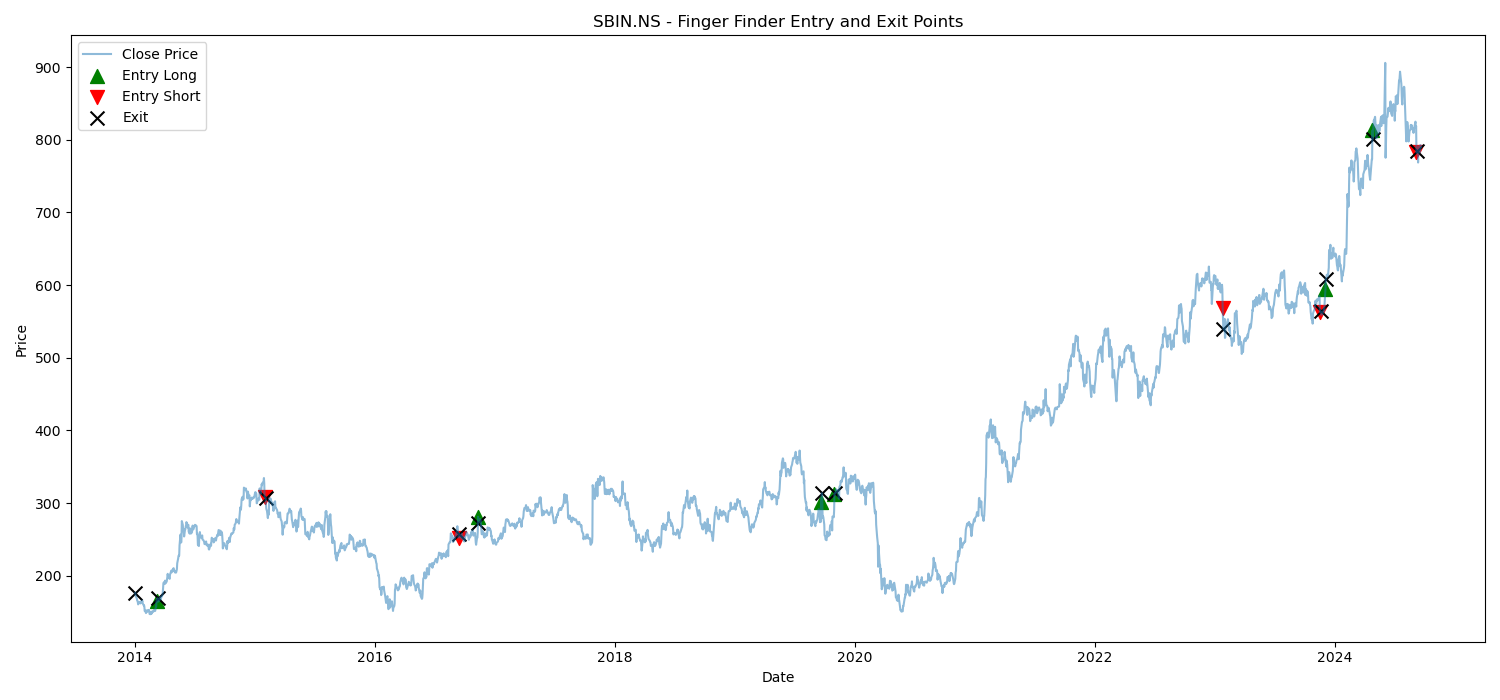 SBIN.NS - Finger Finder Entry and Exit Points
Close Price
Entry Long
Entry Short
Exit
Price
900
800
700
600
500
400
300
200
2014
2016
2018
2020
2022
2024
Date